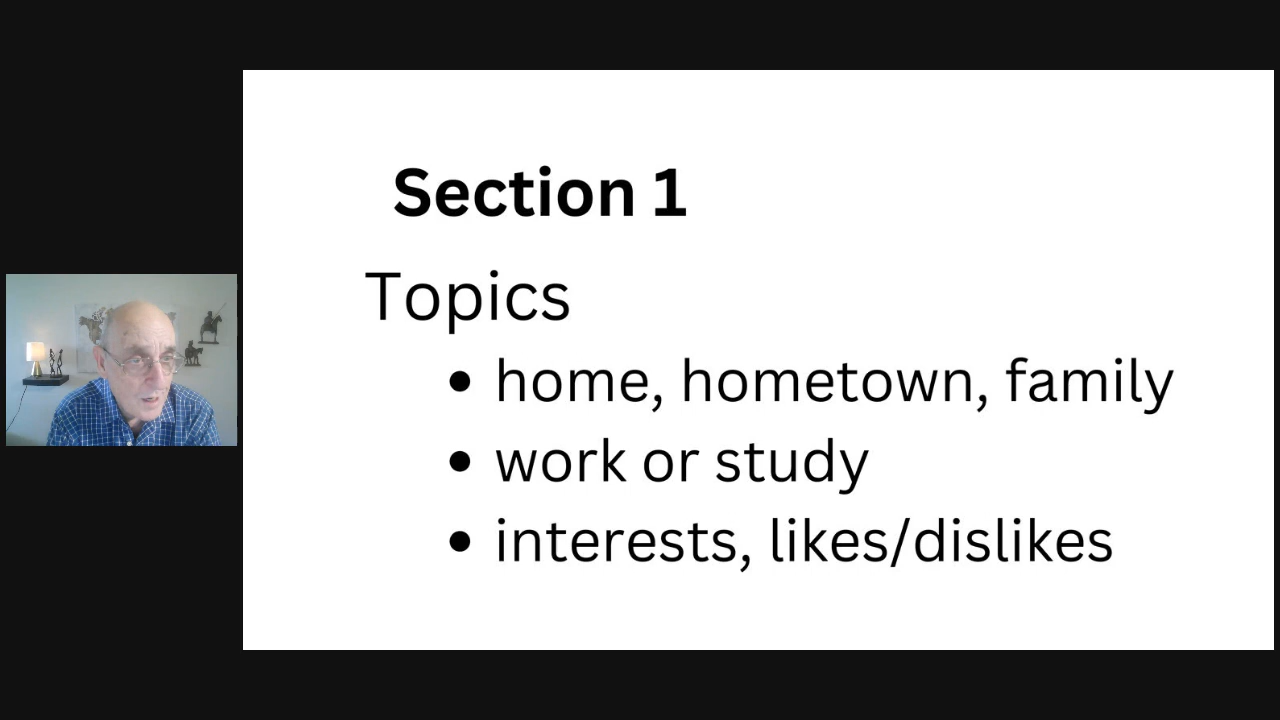 Section 1
Topics
• home, hometown, family
• work or study
• interests, likes/dislikes